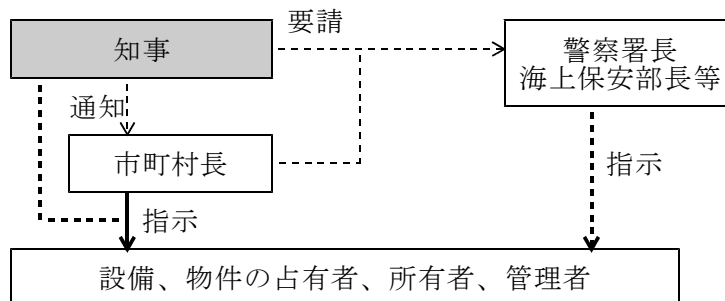 知事
要請
警察署長
海上保安部長等
通知
市町村長
指示
指示
設備、物件の占有者、所有者、管理者